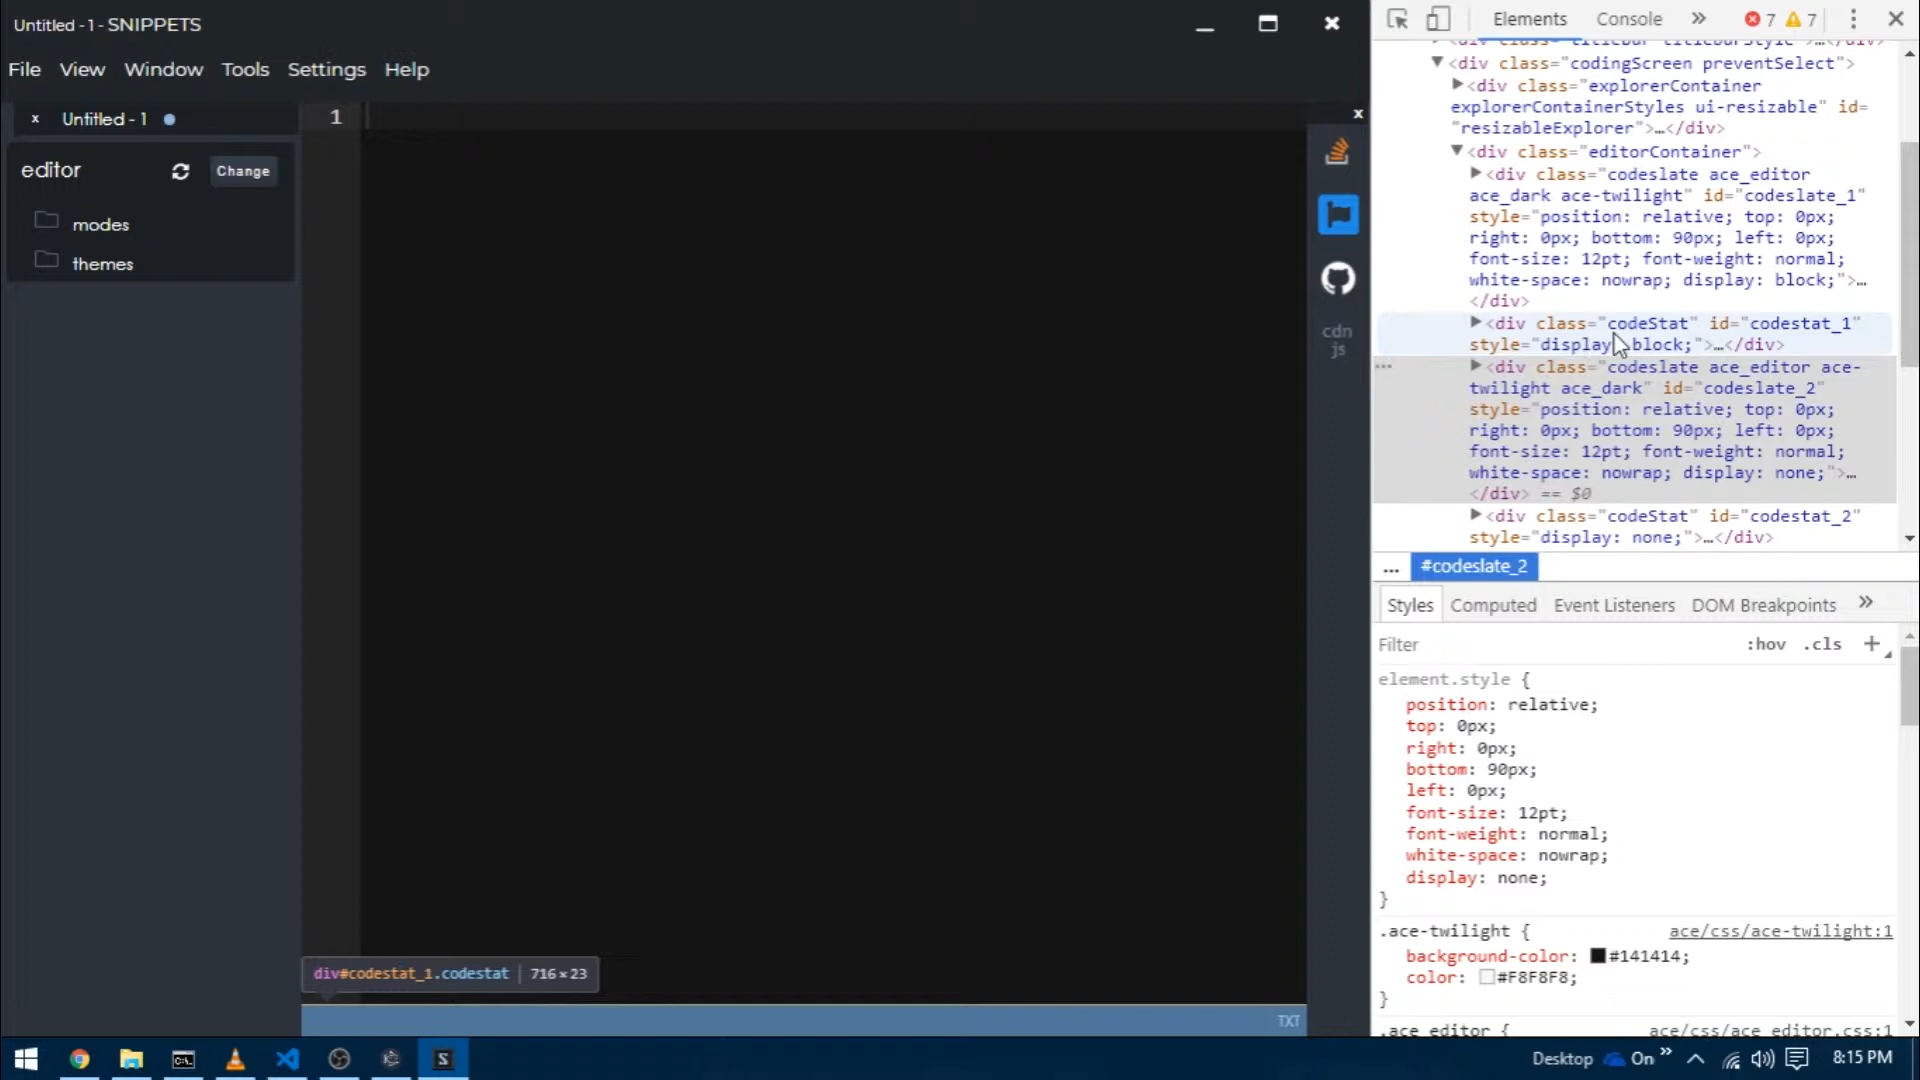 Untitled - 1 - SNIPPETS
File View Window Tools Settings Help
x Untitled - 1
editor Change
modes
themes
1
x
cdn
js
div#codestat_1.codestat | 716×23
TXT
Elements Console » 7 7
<div class="titleBar titleBarStyle">…</div>
▼<div class="codingScreen preventSelect">
▶<div class="explorerContainer
explorerContainerStyles ui-resizable" id=
"resizableExplorer">…</div>
▼<div class="editorContainer">
▶<div class="codeslate ace_editor
ace_dark ace-twilight" id="codeslate_1"
style="position: relative; top: 0px;
right: 0px; bottom: 90px; left: 0px;
font-size: 12pt; font-weight: normal;
white-space: nowrap; display: block;">…
</div>
▶<div class="codeStat" id="codestat_1"
style="display: block;">…</div>
▶<div class="codeslate ace_editor ace-
twilight ace_dark" id="codeslate_2"
style="position: relative; top: 0px;
right: 0px; bottom: 90px; left: 0px;
font-size: 12pt; font-weight: normal;
white-space: nowrap; display: none;">…
</div> == $0
▶<div class="codeStat" id="codestat_2"
style="display: none;">…</div>
... #codeslate_2
Styles Computed Event Listeners DOM Breakpoints »
Filter :hov .cls +
element.style {
position: relative;
top: 0px;
right: 0px;
bottom: 90px;
left: 0px;
font-size: 12pt;
font-weight: normal;
white-space: nowrap;
display: none;
}
.ace-twilight { ace/css/ace-twilight:1
background-color: #141414;
color: #F8F8F8;
}
.ace_editor { ace/css/ace_editor.css:1
S
Desktop On » 8:15 PM